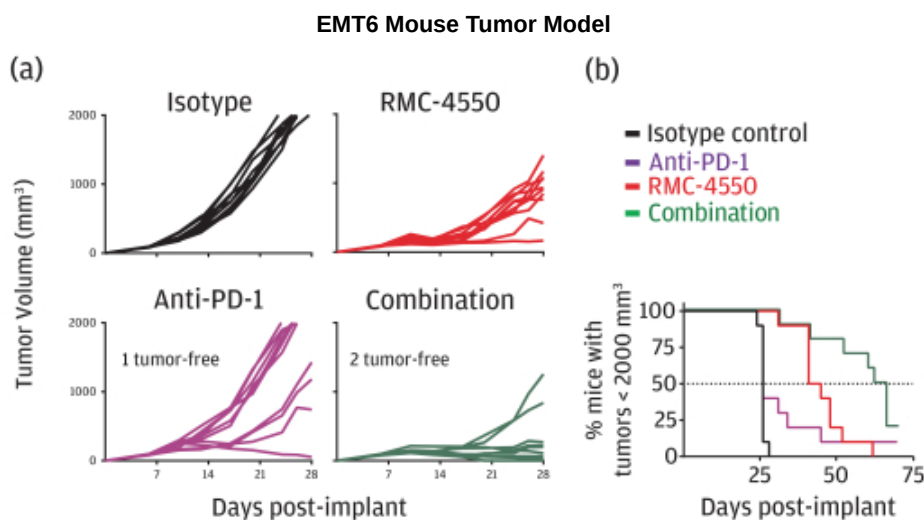 EMT6 Mouse Tumor Model
(a)
Isotype
RMC-4550
2000
1000
0
Tumor Volume (mm³)
Anti-PD-1
Combination
2000
1 tumor-free
2 tumor-free
1000
0
7 14 21 28 7 14 21 28
Days post-implant
(b)
Isotype control
Anti-PD-1
RMC-4550
Combination
% mice with
tumors < 2000 mm³
100
75
50
25
0
25 50 75
Days post-implant